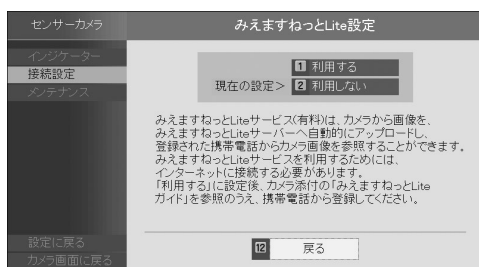 センサーカメラ
みえますねっとLite設定
インジケーター
接続設定
メンテナンス
1 利用する
現在の設定> 2 利用しない
みえますねっとLiteサービス(有料)は、カメラから画像を、
みえますねっとLiteサーバーへ自動的にアップロードし、
登録された携帯電話からカメラ画像を参照することができます。
みえますねっとLiteサービスを利用するためには、
インターネットに接続する必要があります。
「利用する」に設定後、カメラ添付の「みえますねっとLite
ガイド」を参照のうえ、携帯電話から登録してください。
設定に戻る
カメラ画面に戻る
12 戻る